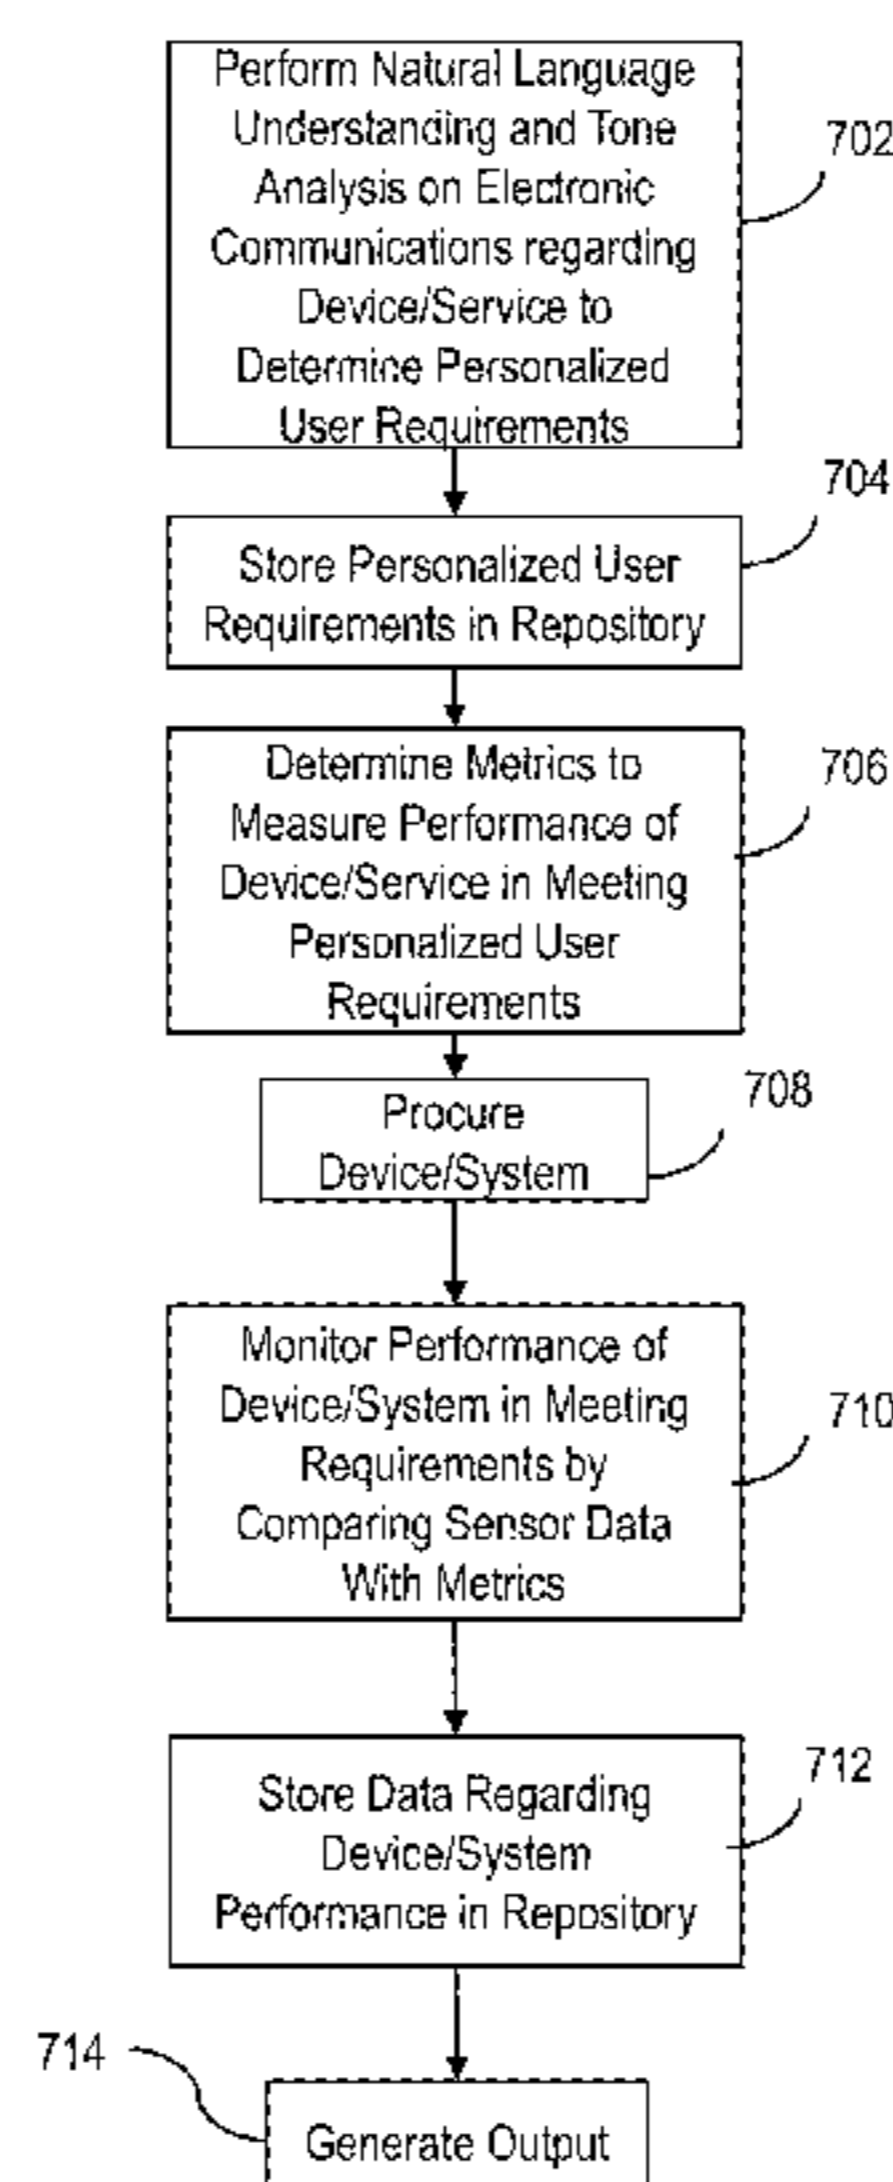 Perform Natural Language
Understanding and Tone
Analysis on Electronic
Communications regarding
Device/Service to
Determine Personalized
User Requirements
702
Store Personalized User
Requirements in Repository
704
Determine Metrics to
Measure Performance of
Device/Service in Meeting
Personalized User
Requirements
706
Procure
Device/System
708
Monitor Performance of
Device/System in Meeting
Requirements by
Comparing Sensor Data
With Metrics
710
Store Data Regarding
Device/System
Performance in Repository
712
714
Generate Output